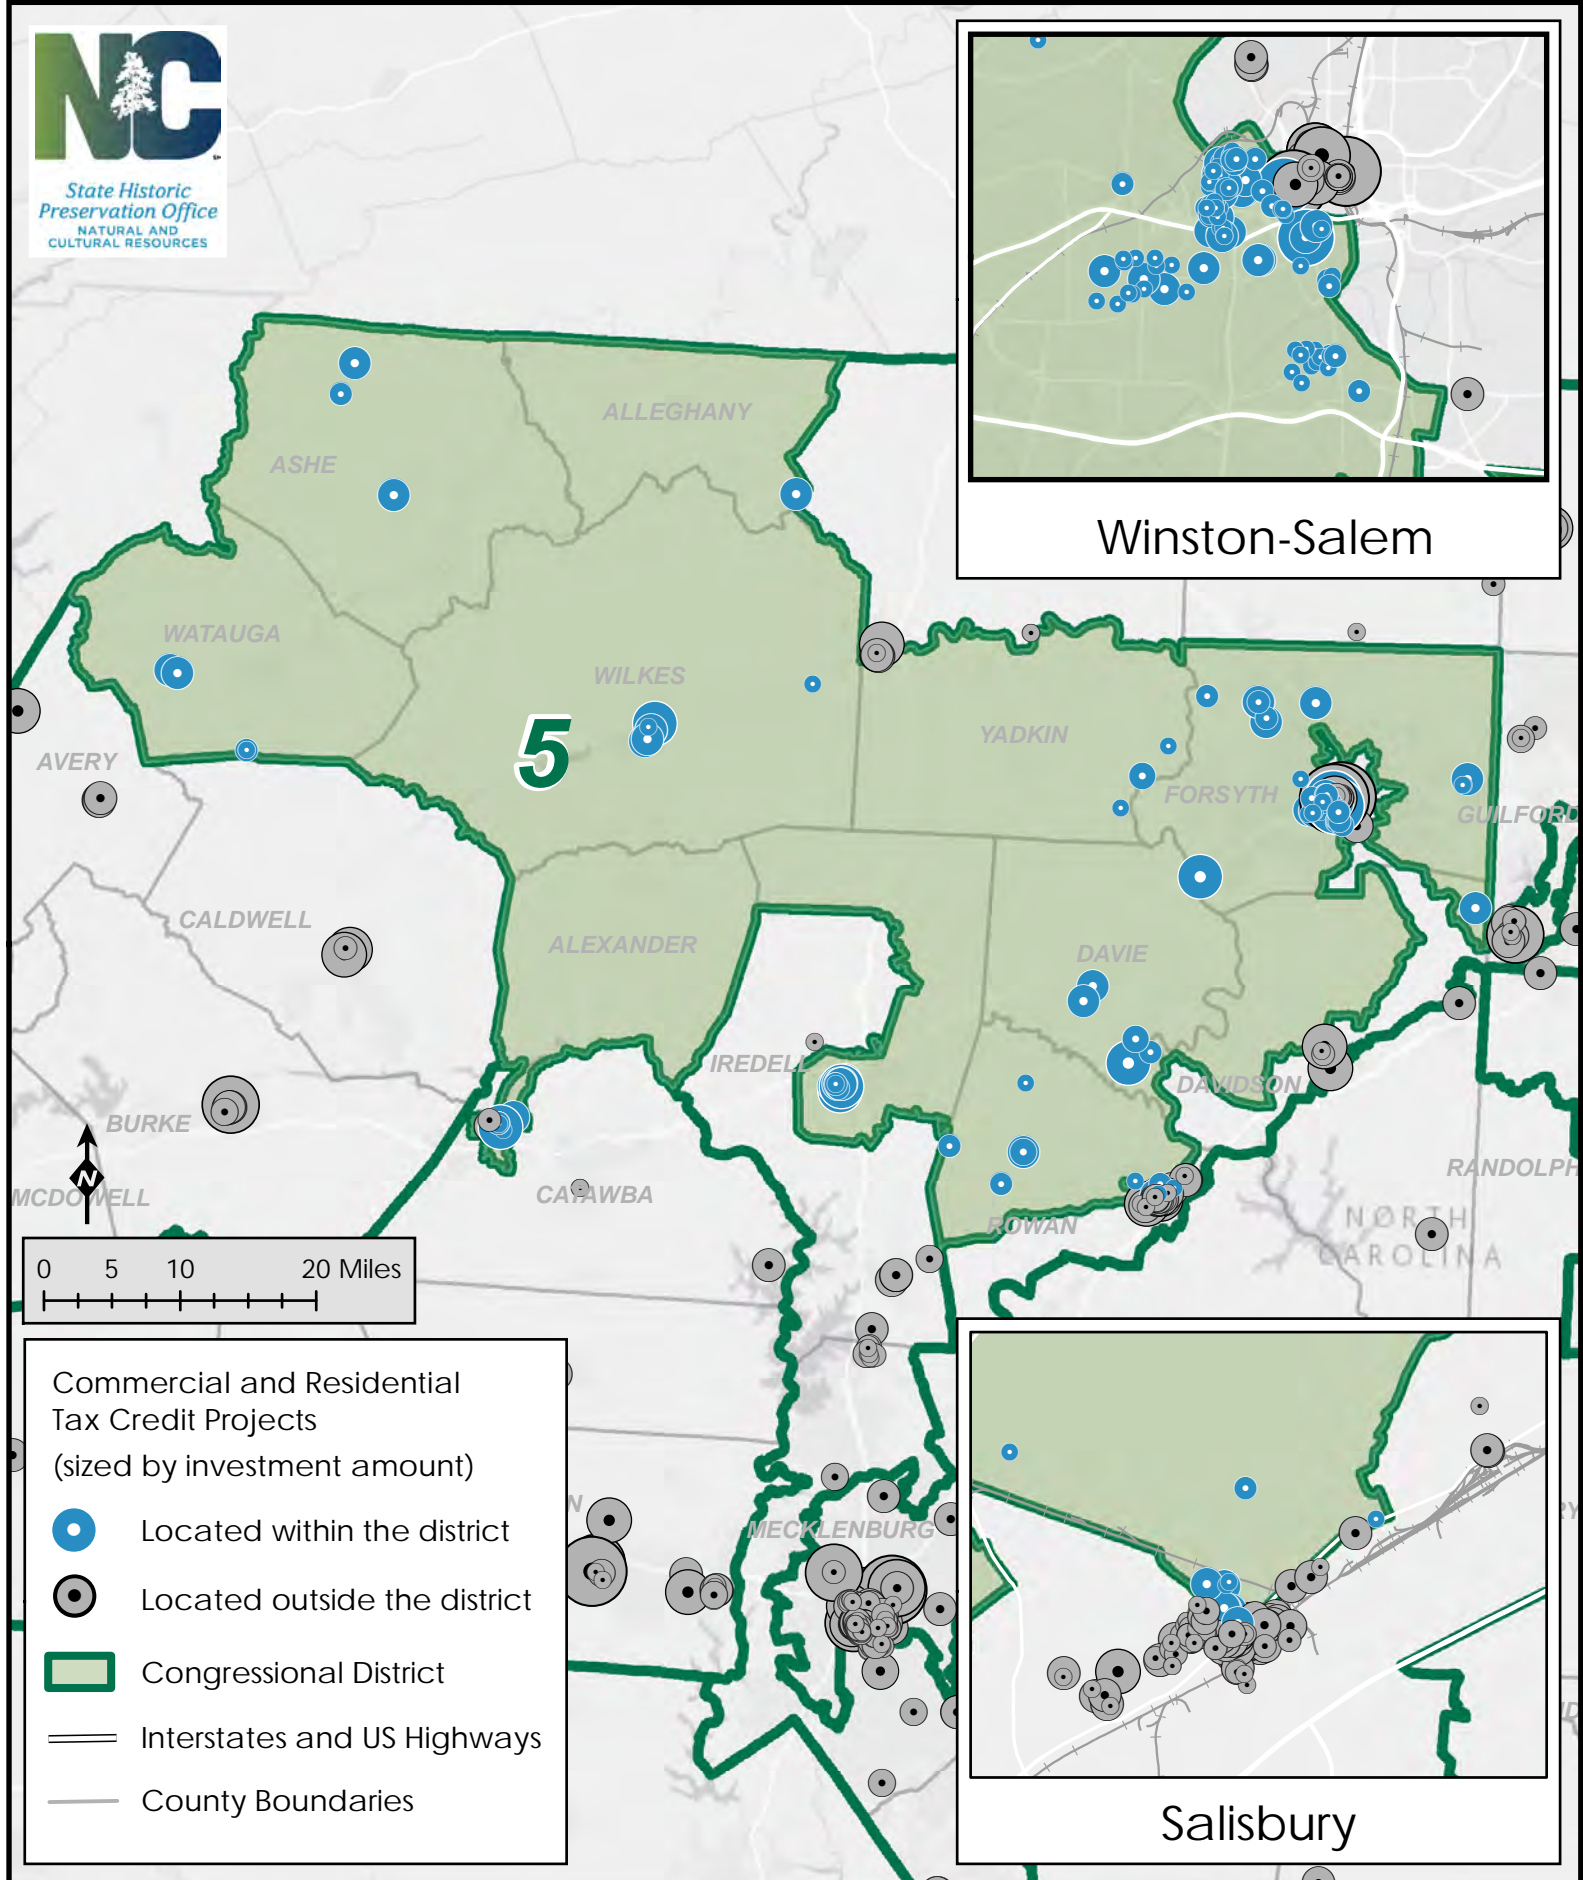 NC
State Historic
Preservation Office
NATURAL AND
CULTURAL RESOURCES
Winston-Salem
ALLEGHANY
ASHE
WATAUGA
WILKES
5
YADKIN
AVERY
FORSYTH
GUILFORD
CALDWELL
ALEXANDER
DAVIE
IREDELL
DAVIDSON
BURKE
N
MCDOWELL
CATAWBA
RANDOLPH
ROWAN
NORTH
CAROLINA
0 5 10 20 Miles
Commercial and Residential
Tax Credit Projects
(sized by investment amount)
N
MECKLENBURG
Located within the district
Located outside the district
Congressional District
Interstates and US Highways
County Boundaries
Salisbury